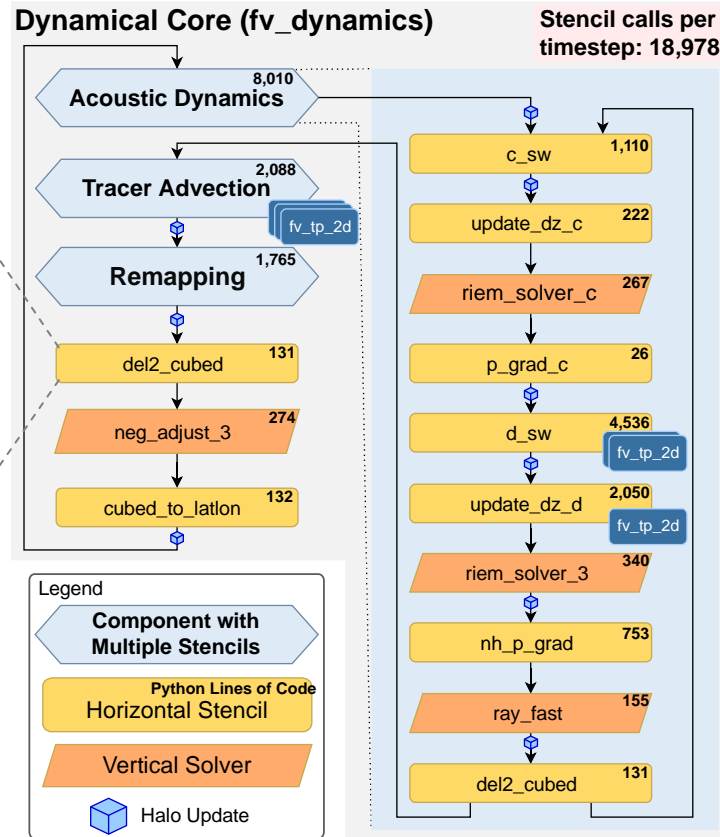 Dynamical Core (fv_dynamics)
Stencil calls per
timestep: 18,978
8,010
Acoustic Dynamics
2,088
Tracer Advection
fv_tp_2d
1,765
Remapping
131
del2_cubed
274
neg_adjust_3
132
cubed_to_latlon
1,110
c_sw
222
update_dz_c
267
riem_solver_c
26
p_grad_c
4,536
d_sw
fv_tp_2d
2,050
update_dz_d
fv_tp_2d
340
riem_solver_3
753
nh_p_grad
155
ray_fast
131
del2_cubed
Legend
Component with
Multiple Stencils
Python Lines of Code
Horizontal Stencil
Vertical Solver
Halo Update